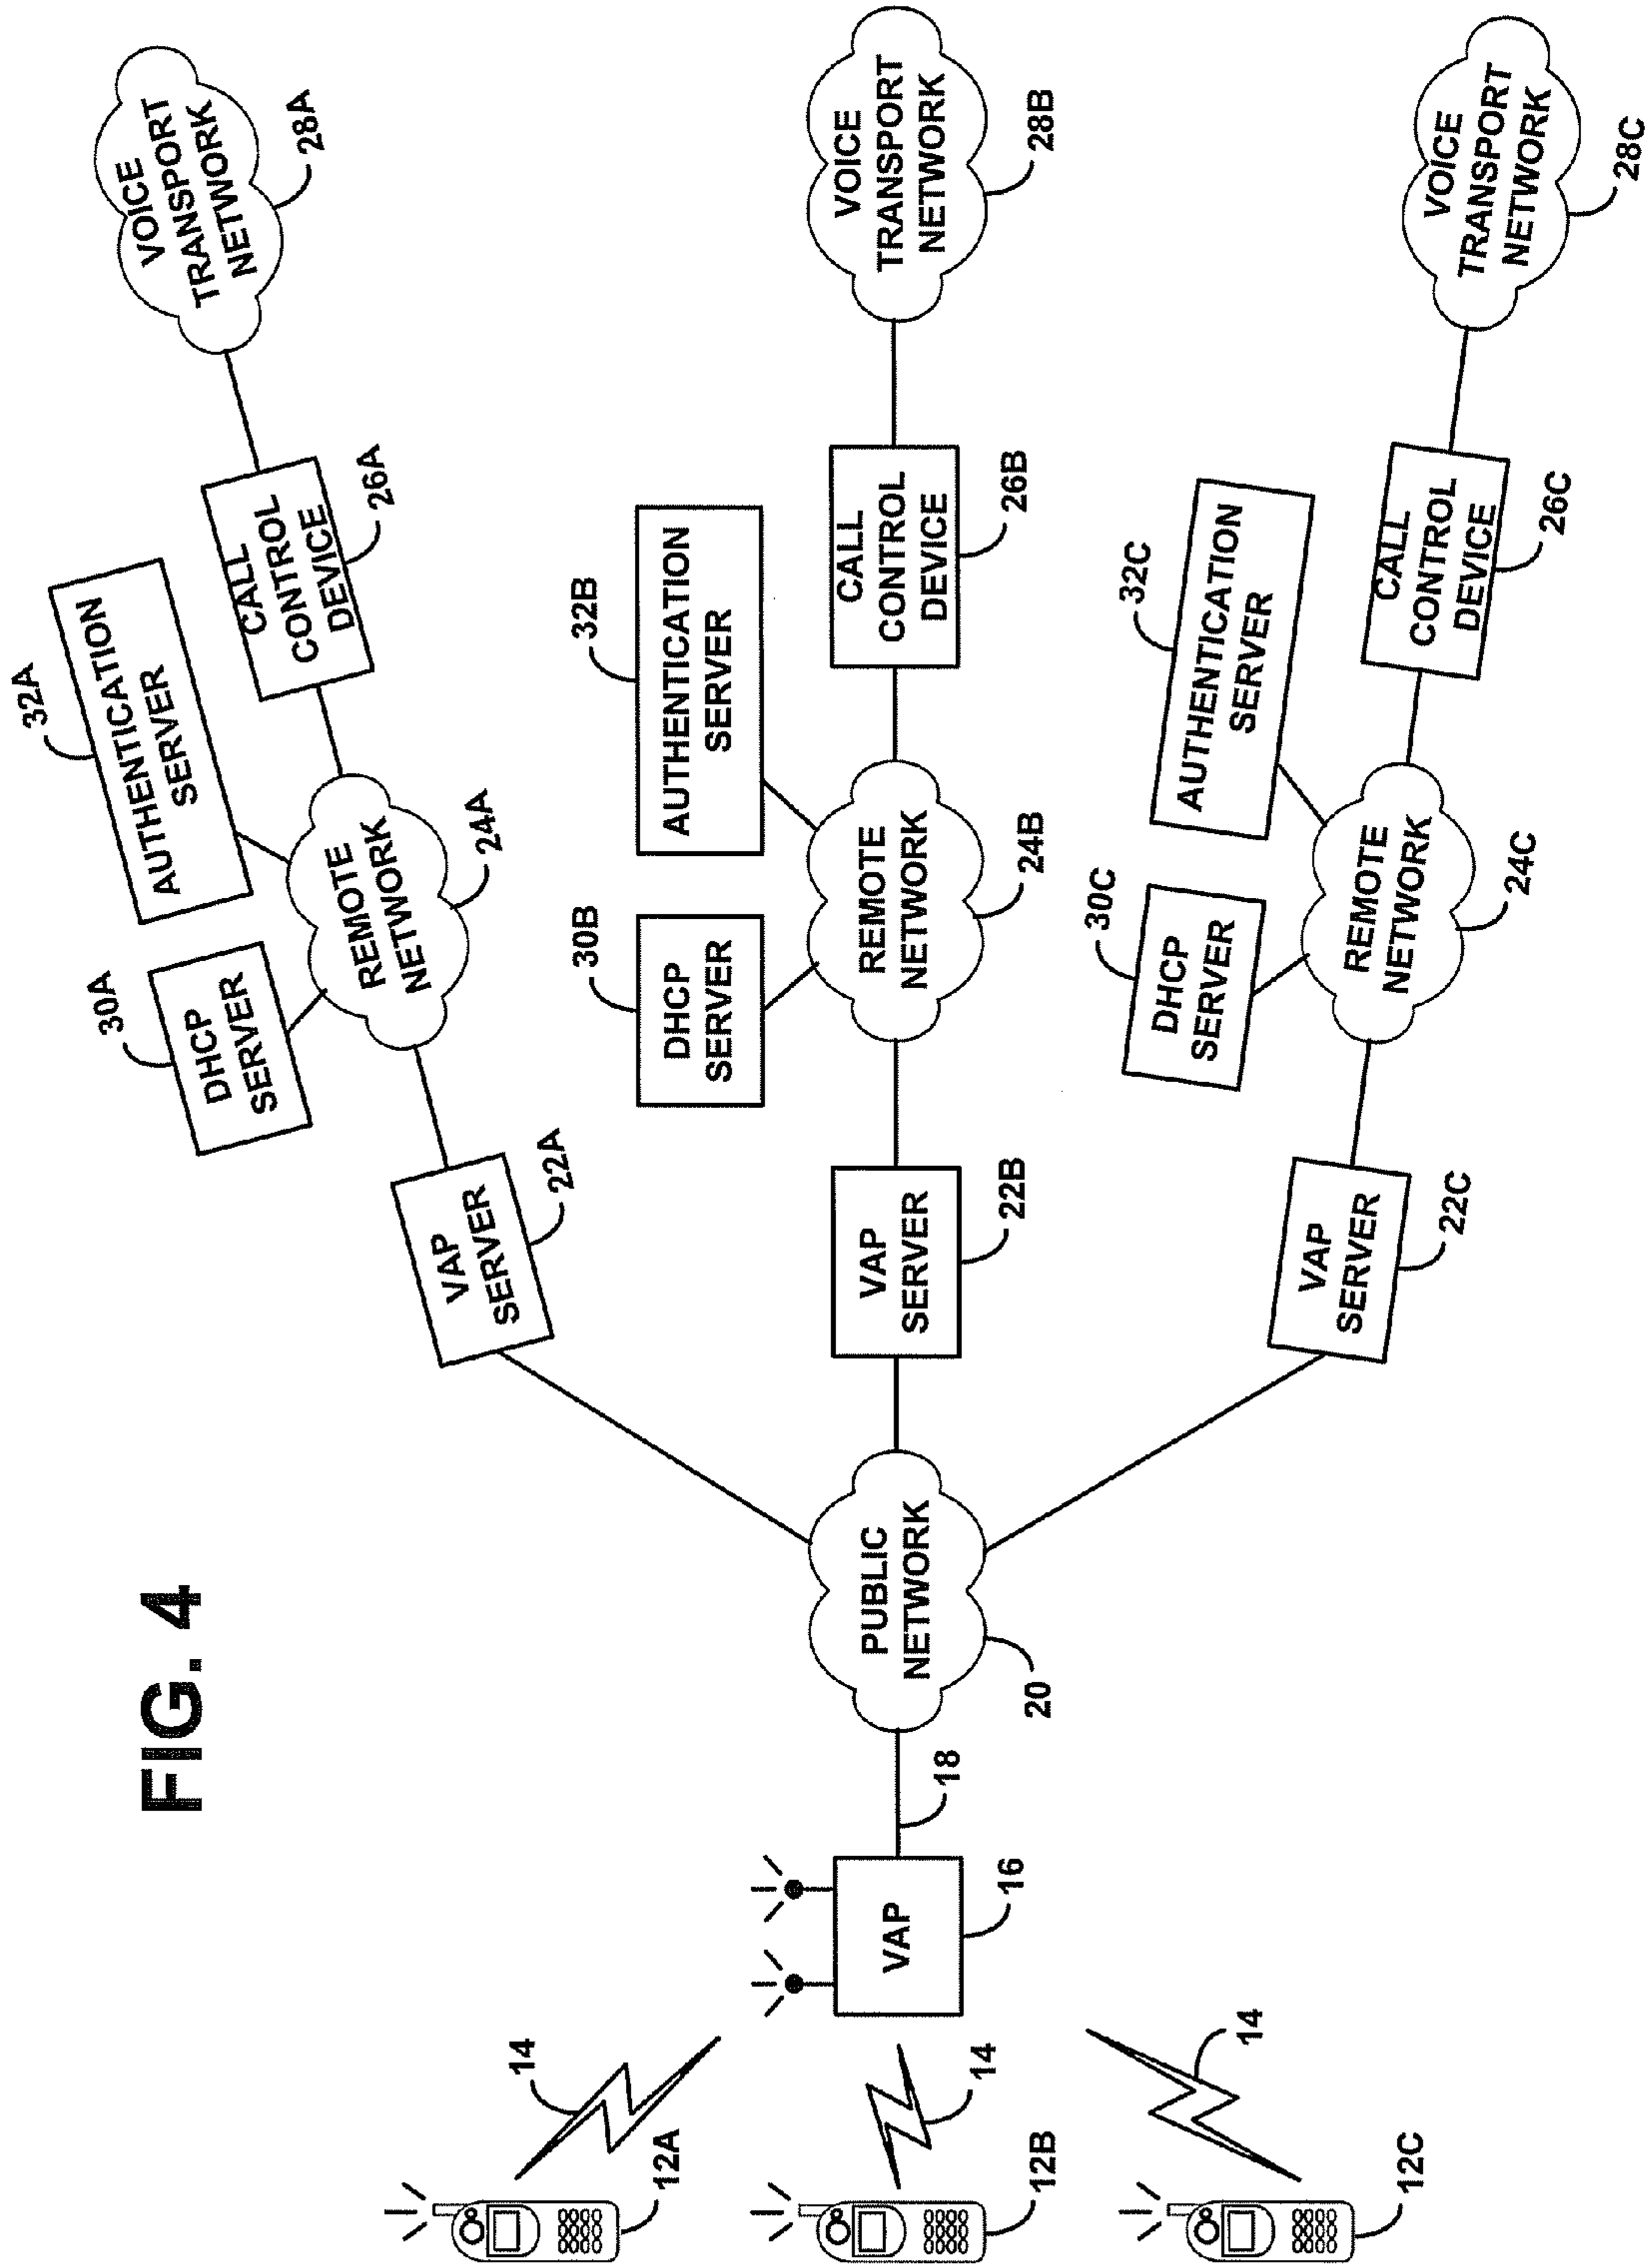 FIG. 4
12A
12B
12C
14
14
14
VAP
16
18
PUBLIC
NETWORK
20
VAP
SERVER
22A
DHCP
SERVER
30A
REMOTE
NETWORK
24A
AUTHENTICATION
SERVER
32A
CALL
CONTROL
DEVICE
26A
VOICE
TRANSPORT
NETWORK
28A
VAP
SERVER
22B
DHCP
SERVER
30B
REMOTE
NETWORK
24B
AUTHENTICATION
SERVER
32B
CALL
CONTROL
DEVICE
26B
VOICE
TRANSPORT
NETWORK
28B
VAP
SERVER
22C
DHCP
SERVER
30C
REMOTE
NETWORK
24C
AUTHENTICATION
SERVER
32C
CALL
CONTROL
DEVICE
26C
VOICE
TRANSPORT
NETWORK
28C